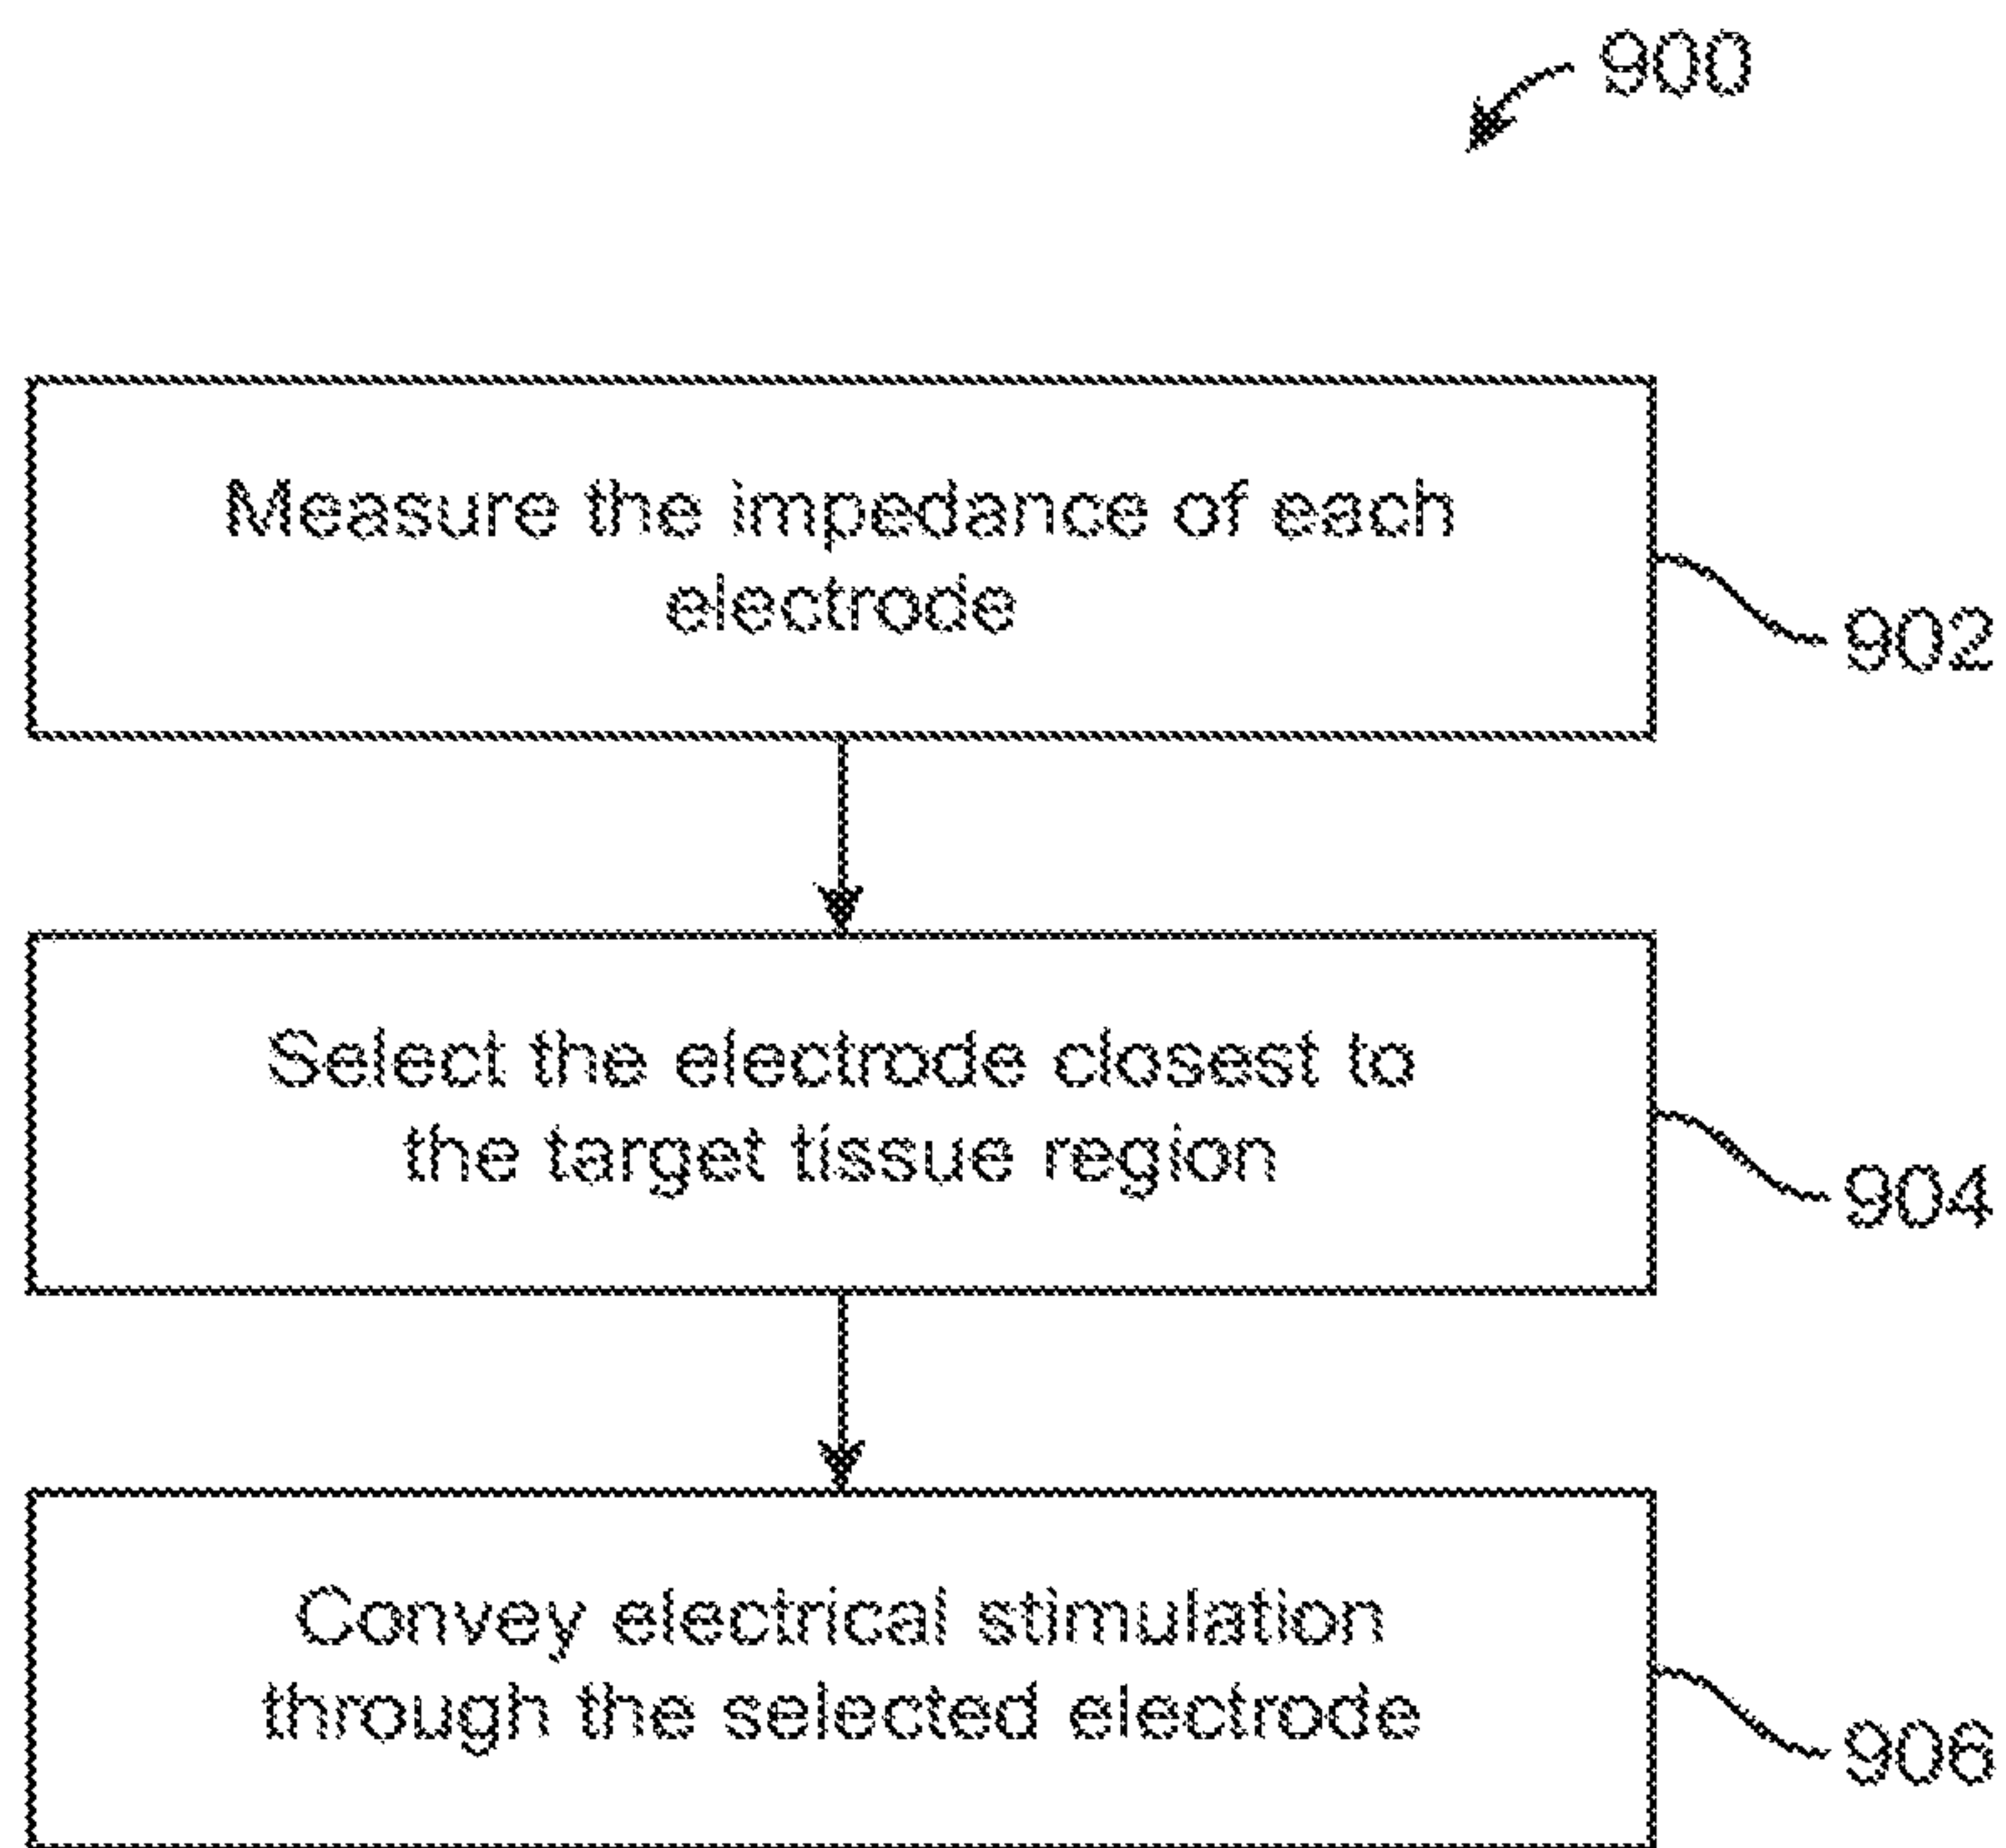 900
Measure the impedance of each
electrode
902
Select the electrode closest to
the target tissue region
904
Convey electrical stimulation
through the selected electrode
906